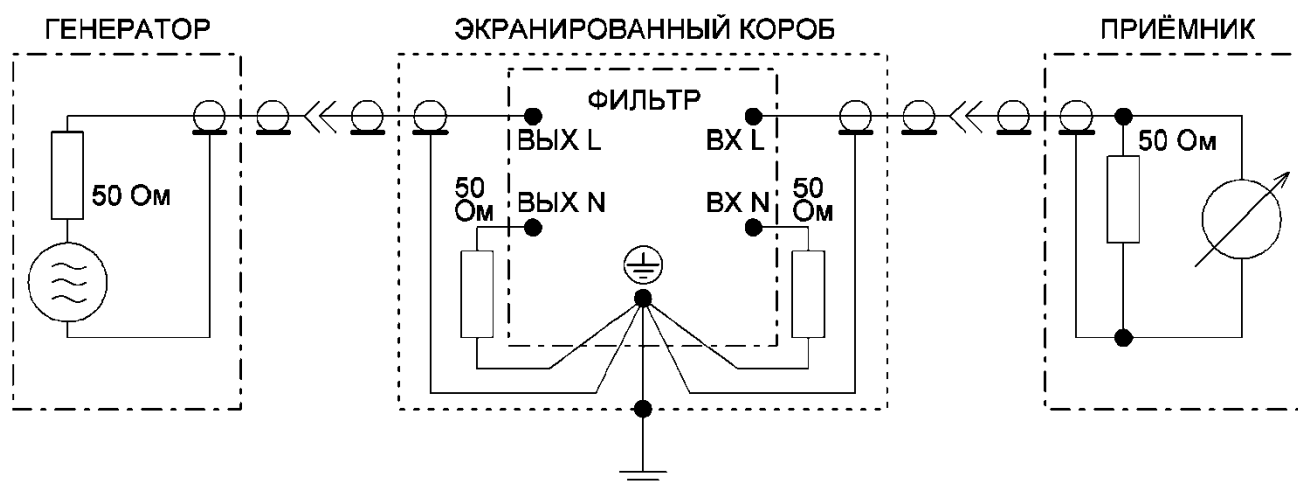 ГЕНЕРАТОР
ЭКРАНИРОВАННЫЙ КОРОБ
ПРИЁМНИК
ФИЛЬТР
ВЫХ L
ВХ L
50 Ом
50 Ом
50
Ом
ВЫХ N
ВХ N
50
Ом